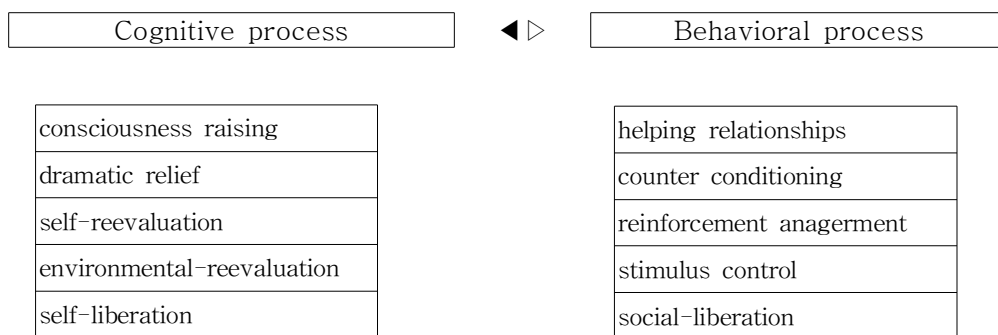 Cognitive process
Behavioral process
consciousness raising
dramatic relief
self-reevaluation
environmental-reevaluation
self-liberation
helping relationships
counter conditioning
reinforcement anagerment
stimulus control
social-liberation